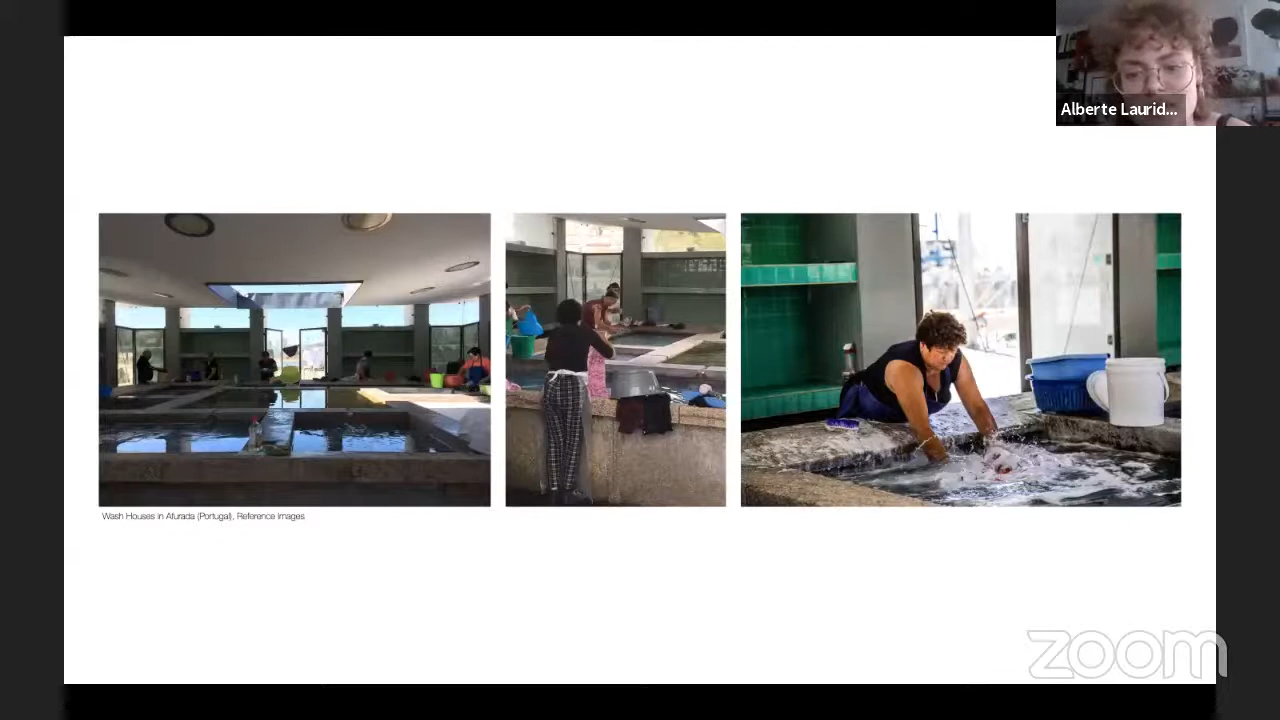 Alberte Laurid...
Wash Houses in Afurada (Portugal), Reference Images
zoom